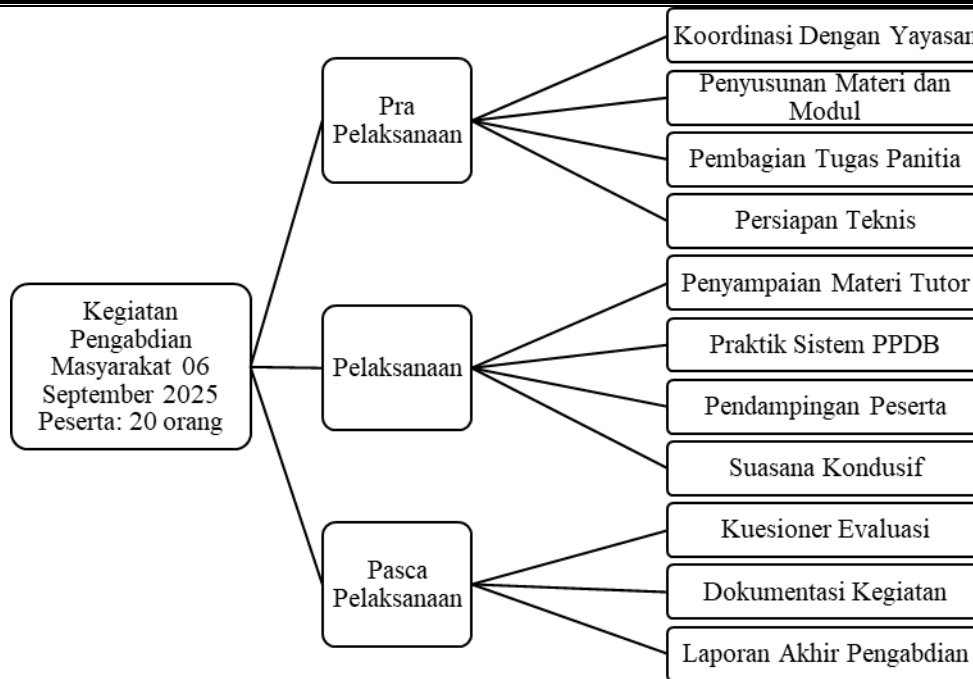 Kegiatan
Pengabdian
Masyarakat 06
September 2025
Peserta: 20 orang
Pra
Pelaksanaan
Koordinasi Dengan Yayasan
Penyusunan Materi dan
Modul
Pembagian Tugas Panitia
Persiapan Teknis
Pelaksanaan
Penyampaian Materi Tutor
Praktik Sistem PPDB
Pendampingan Peserta
Suasana Kondusif
Pasca
Pelaksanaan
Kuesioner Evaluasi
Dokumentasi Kegiatan
Laporan Akhir Pengabdian